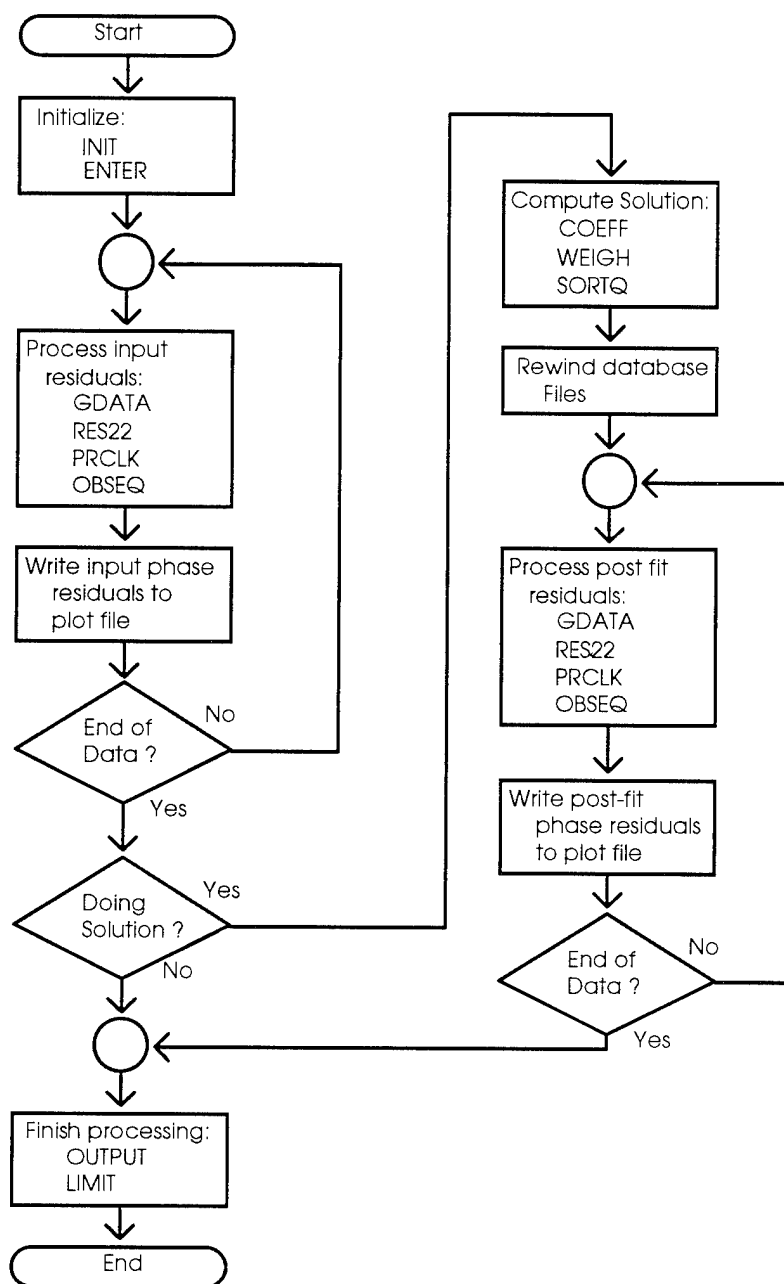 Start
Initialize:
INIT
ENTER
Process input
residuals:
GDATA
RES22
PRCLK
OBSEQ
Write input phase
residuals to
plot file
End of
Data ?
No
Yes
Doing
Solution ?
Yes
No
Finish processing:
OUTPUT
LIMIT
End
Compute Solution:
COEFF
WEIGH
SORTQ
Rewind database
Files
Process post fit
residuals:
GDATA
RES22
PRCLK
OBSEQ
Write post-fit
phase residuals
to plot file
End of
Data ?
No
Yes